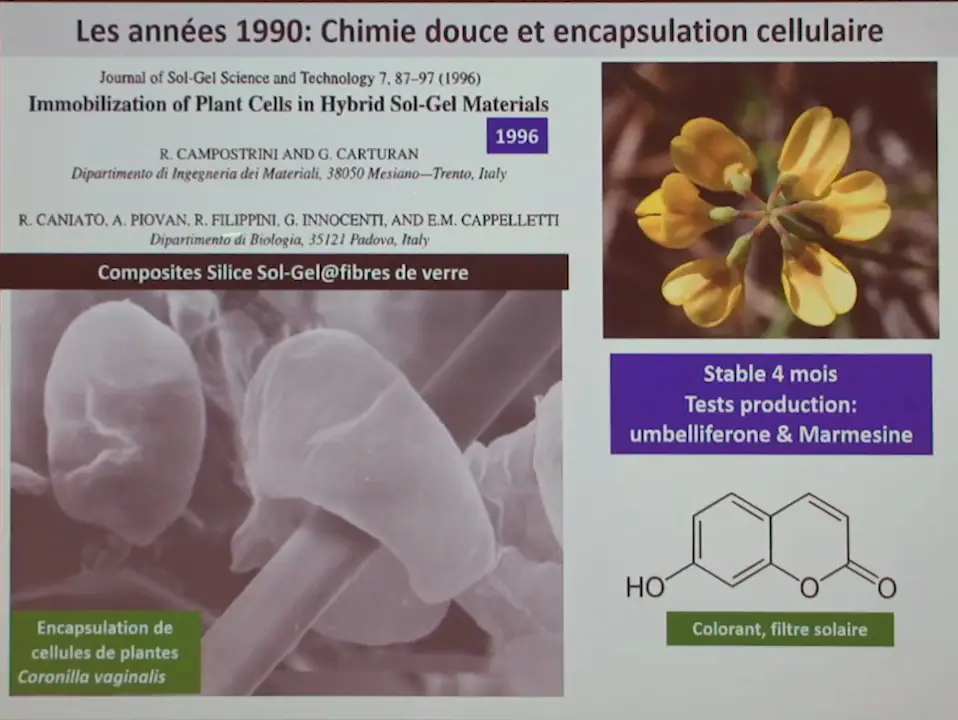 Les années 1990: Chimie douce et encapsulation cellulaire
Journal of Sol-Gel Science and Technology 7, 87–97 (1996)
Immobilization of Plant Cells in Hybrid Sol-Gel Materials
1996
R. CAMPOSTRINI AND G. CARTURAN
Dipartimento di Ingegneria dei Materiali, 38050 Mesiano—Trento, Italy
R. CANIATO, A. PIOVAN, R. FILIPPINI, G. INNOCENTI, AND E.M. CAPPELLETTI
Dipartimento di Biologia, 35121 Padova, Italy
Composites Silice Sol-Gel@fibres de verre
Encapsulation de
cellules de plantes
Coronilla vaginalis
Stable 4 mois
Tests production:
umbelliferone & Marmesine
HO
O
O
Colorant, filtre solaire